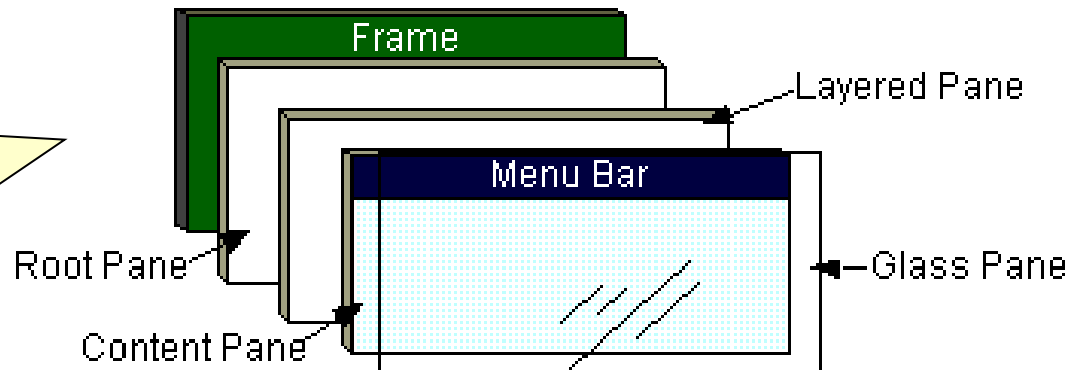 Frame
Layered Pane
Menu Bar
Root Pane
Glass Pane
Content Pane